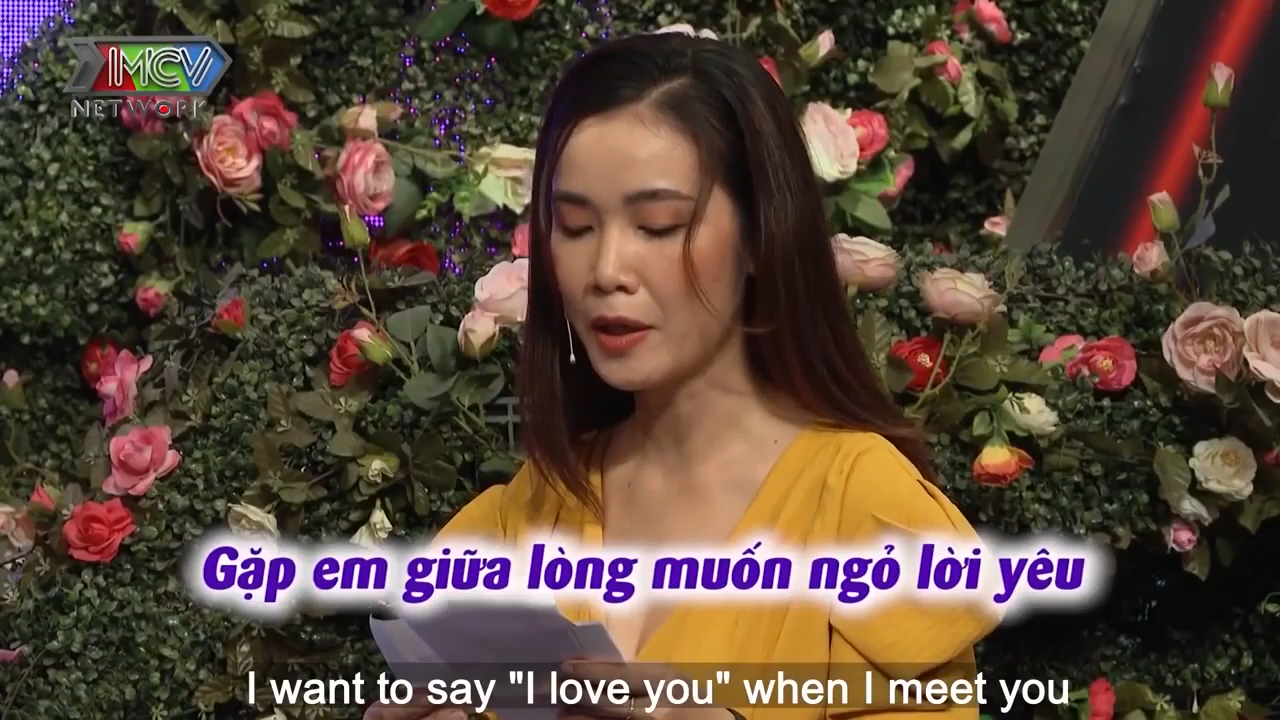 MCV
NETWORK
Gặp em giữa lòng muốn ngỏ lời yêu
I want to say "I love you" when I meet you